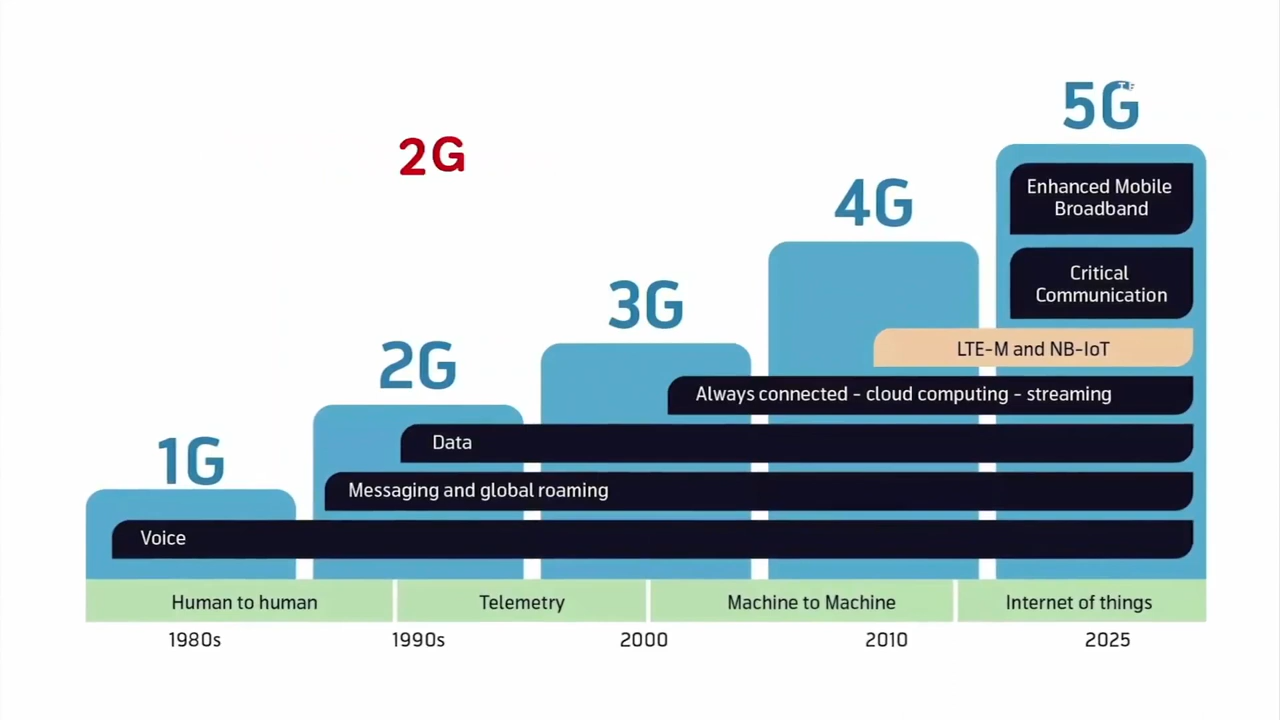 5G
2G
Enhanced Mobile
Broadband
4G
Critical
Communication
3G
LTE-M and NB-IoT
2G
Always connected - cloud computing - streaming
1G
Data
Messaging and global roaming
Voice
Human to human
Telemetry
Machine to Machine
Internet of things
1980s
1990s
2000
2010
2025